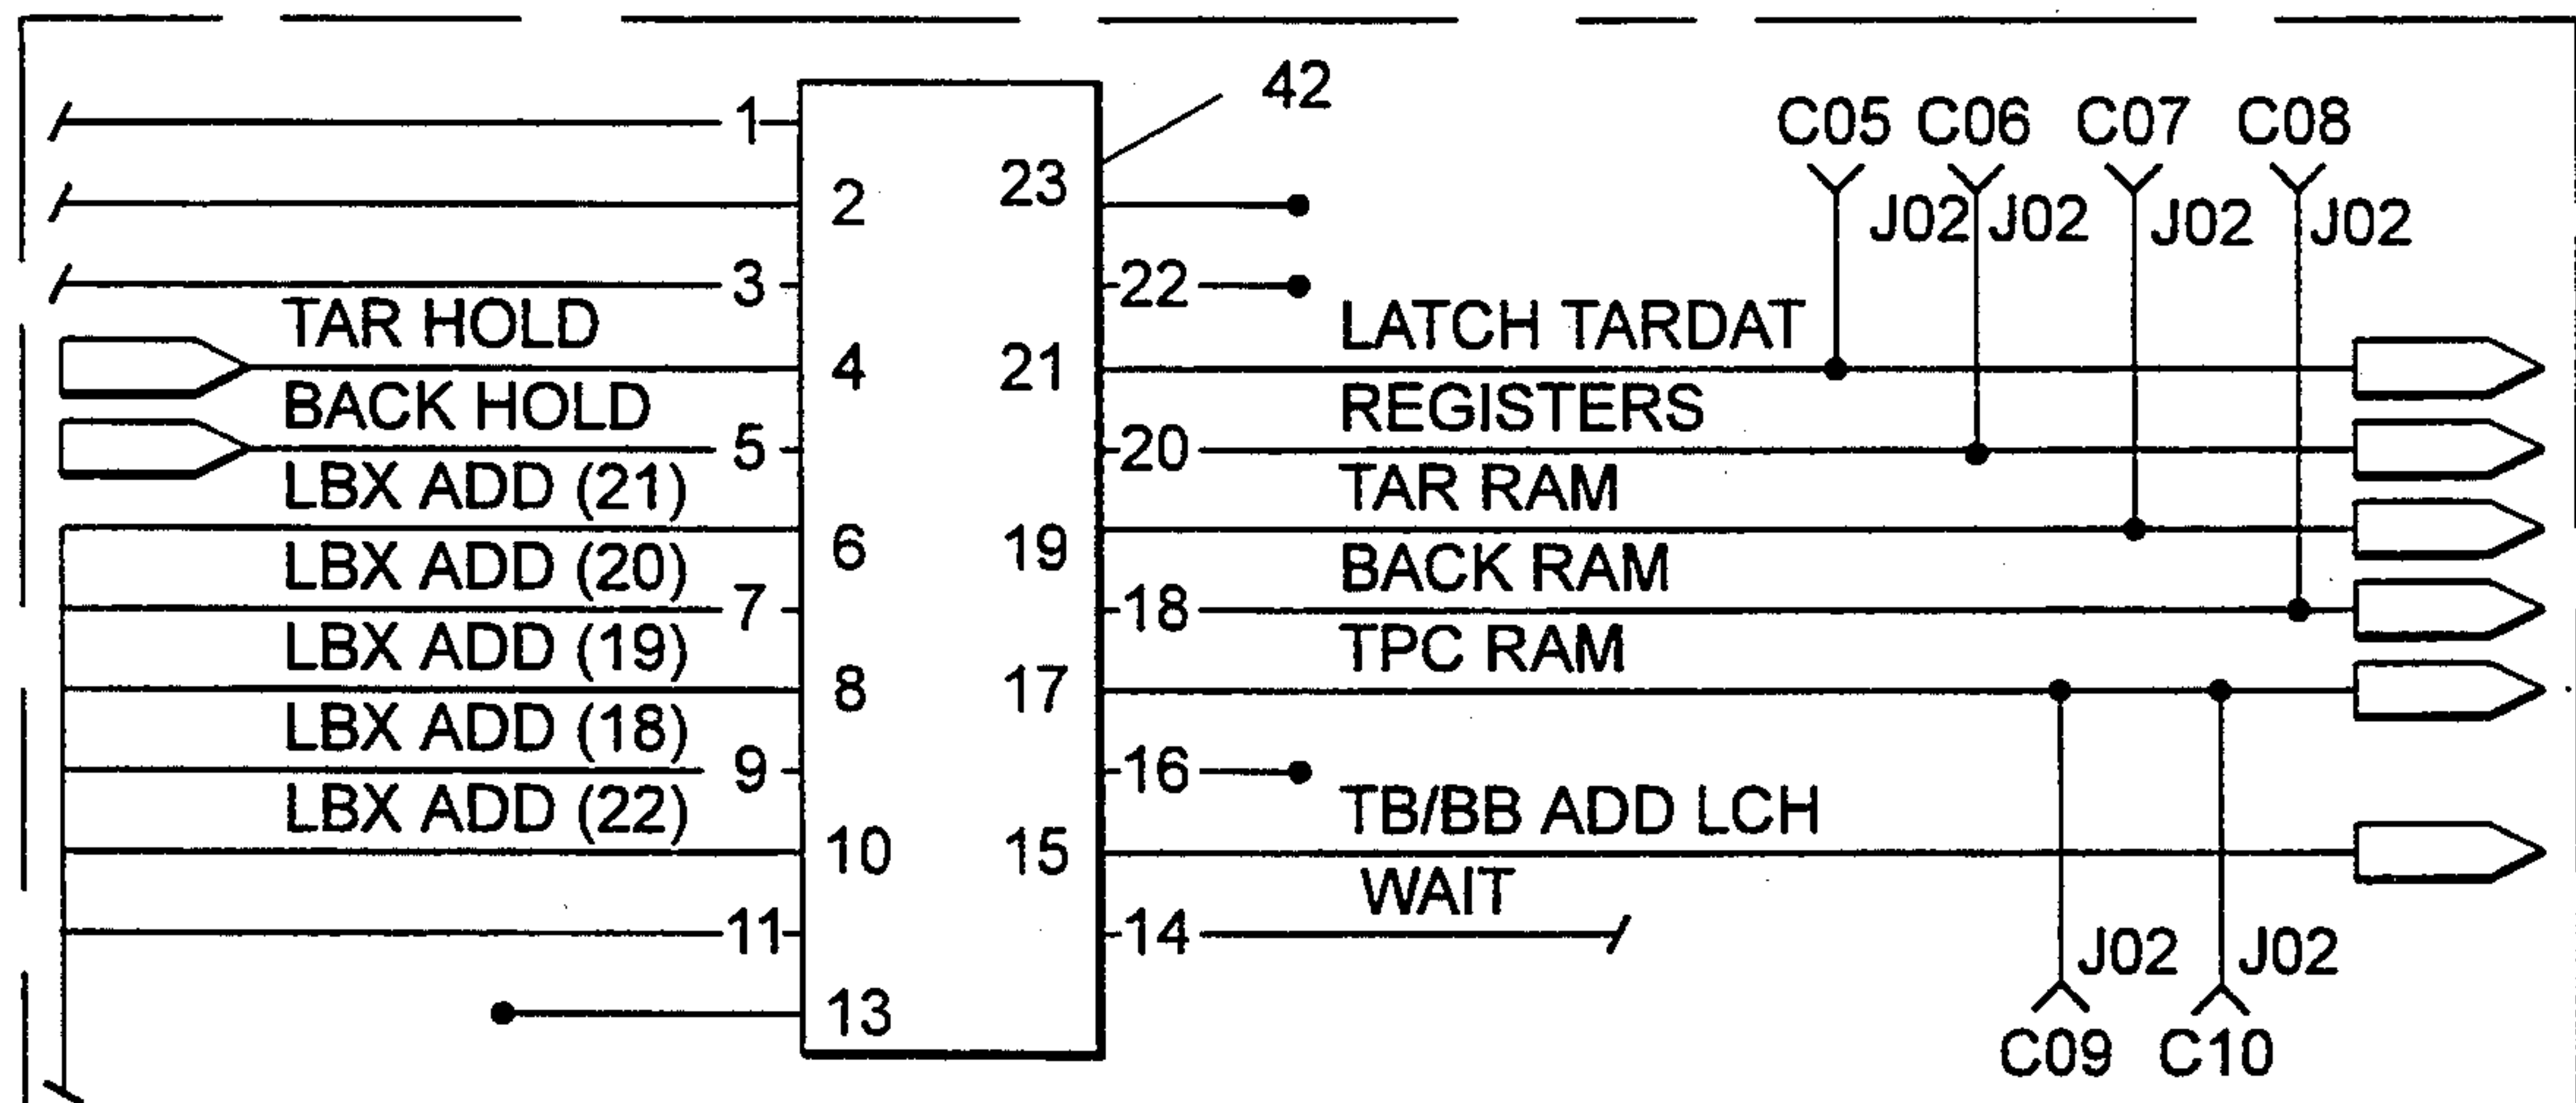 42
C05 C06 C07 C08
1
2 23
J02 J02 J02 J02
3 22
TAR HOLD LATCH TARDAT
4 21
BACK HOLD REGISTERS
5 20
LBX ADD (21) TAR RAM
6 19
LBX ADD (20) BACK RAM
7 18
LBX ADD (19) TPC RAM
8 17
LBX ADD (18)
9 16
LBX ADD (22) TB/BB ADD LCH
10 15
WAIT
11 14
J02 J02
13
C09 C10